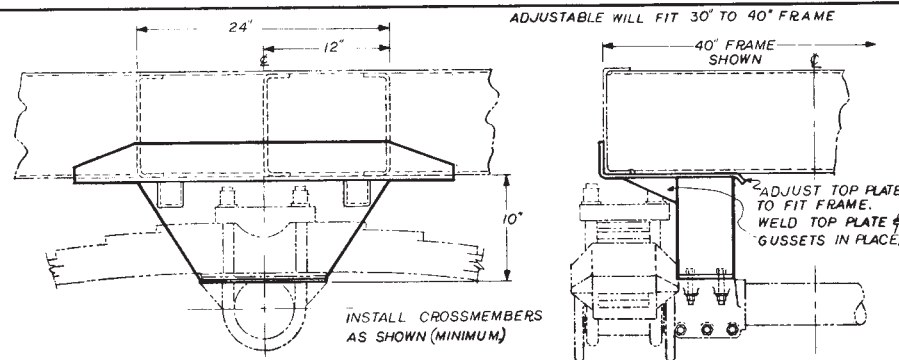 ADJUSTABLE WILL FIT 30" TO 40" FRAME
24"
12"
℄
40" FRAME
SHOWN
℄
10"
ADJUST TOP PLATE
TO FIT FRAME.
WELD TOP PLATE &
GUSSETS IN PLACE.
INSTALL CROSSMEMBERS
AS SHOWN (MINIMUM)